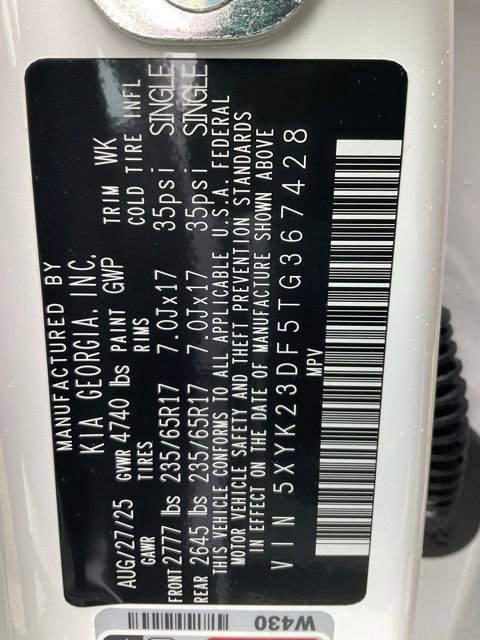 MANUFACTURED BY
KIA GEORGIA, INC.
AUG/27/25 GVWR 4740 lbs PAINT GWP TRIM WK
GAWR TIRES RIMS COLD TIRE INFL
FRONT 2777 lbs 235/65R17 7.0Jx17 35psi SINGLE
REAR 2645 lbs 235/65R17 7.0Jx17 35psi SINGLE
THIS VEHICLE CONFORMS TO ALL APPLICABLE U.S.A. FEDERAL
MOTOR VEHICLE SAFETY AND THEFT PREVENTION STANDARDS
IN EFFECT ON THE DATE OF MANUFACTURE SHOWN ABOVE
VIN 5XYK23DF5TG367428
MPV
W430